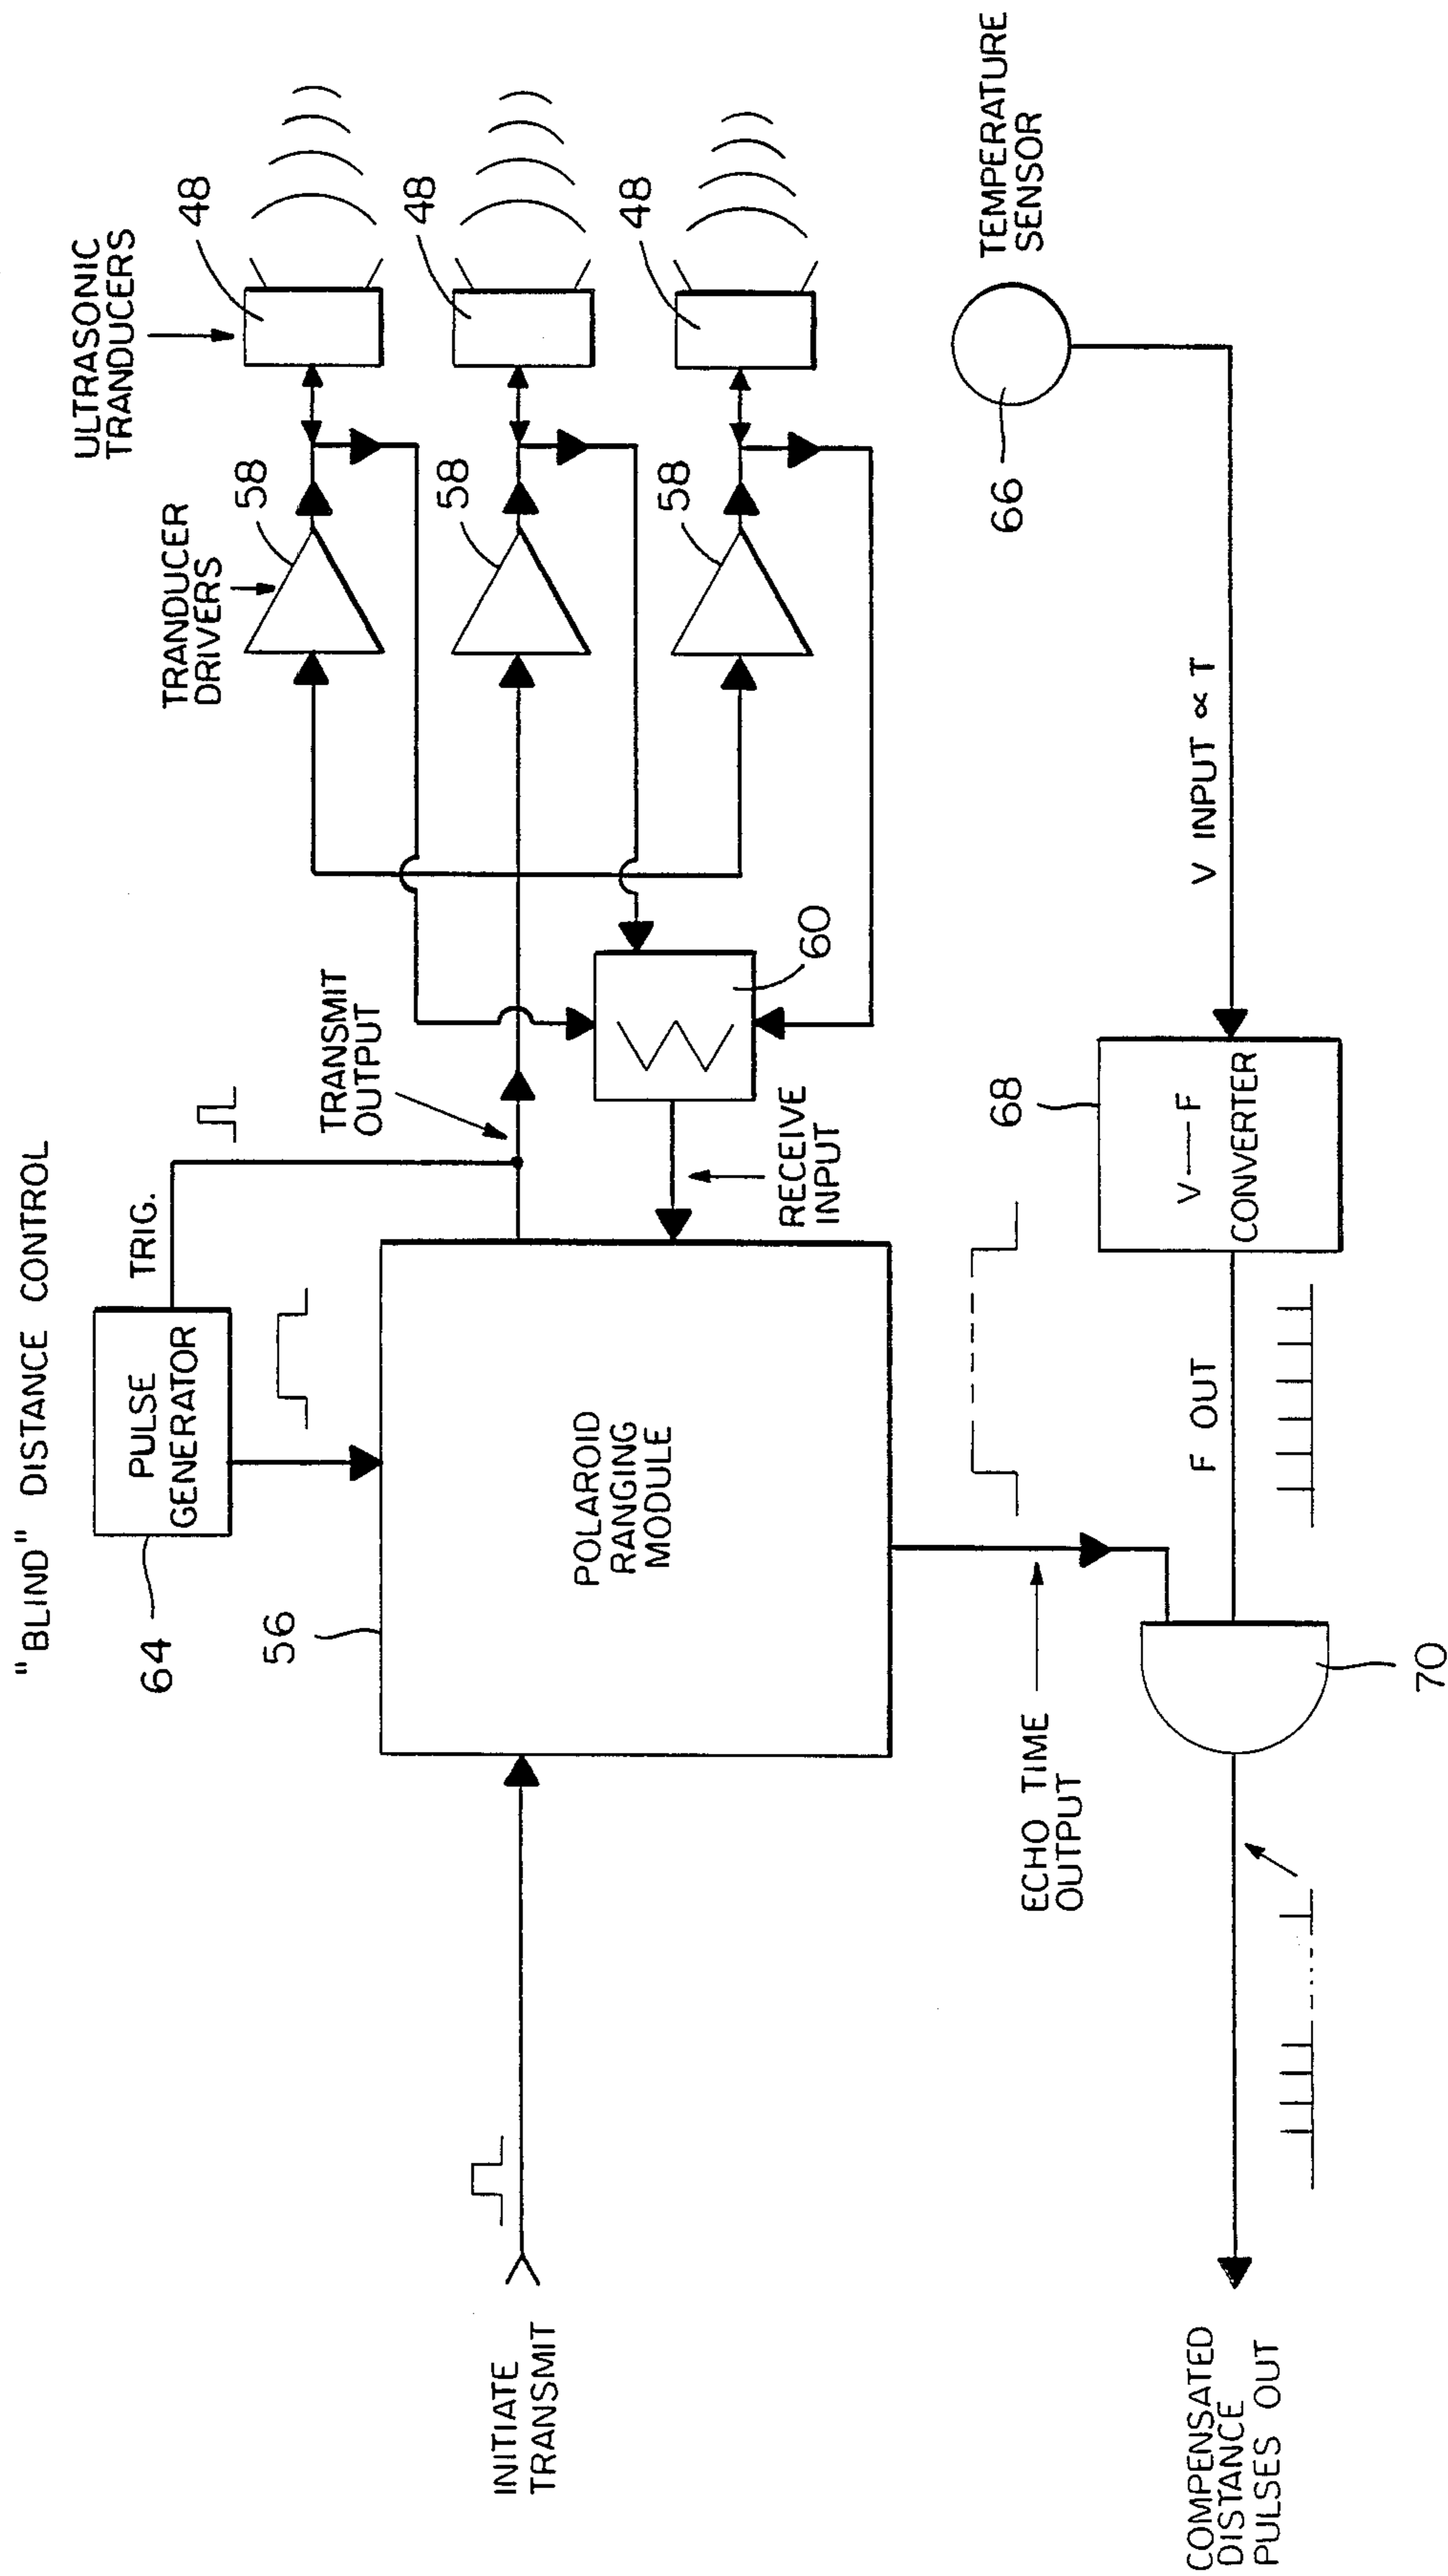 "BLIND" DISTANCE CONTROL
PULSE
GENERATOR
64
TRIG.
56
POLAROID
RANGING
MODULE
INITIATE
TRANSMIT
TRANSMIT
OUTPUT
RECEIVE
INPUT
60
TRANDUCER
DRIVERS
58
58
58
ULTRASONIC
TRANDUCERS
48
48
48
TEMPERATURE
SENSOR
66
V INPUT ∝ T
68
V—F
CONVERTER
F OUT
ECHO TIME
OUTPUT
70
COMPENSATED
DISTANCE
PULSES OUT